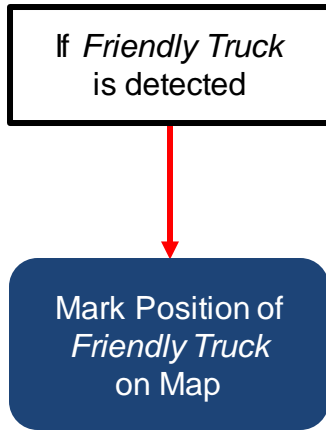 If Friendly Truck
is detected
Mark Position of
Friendly Truck
on Map